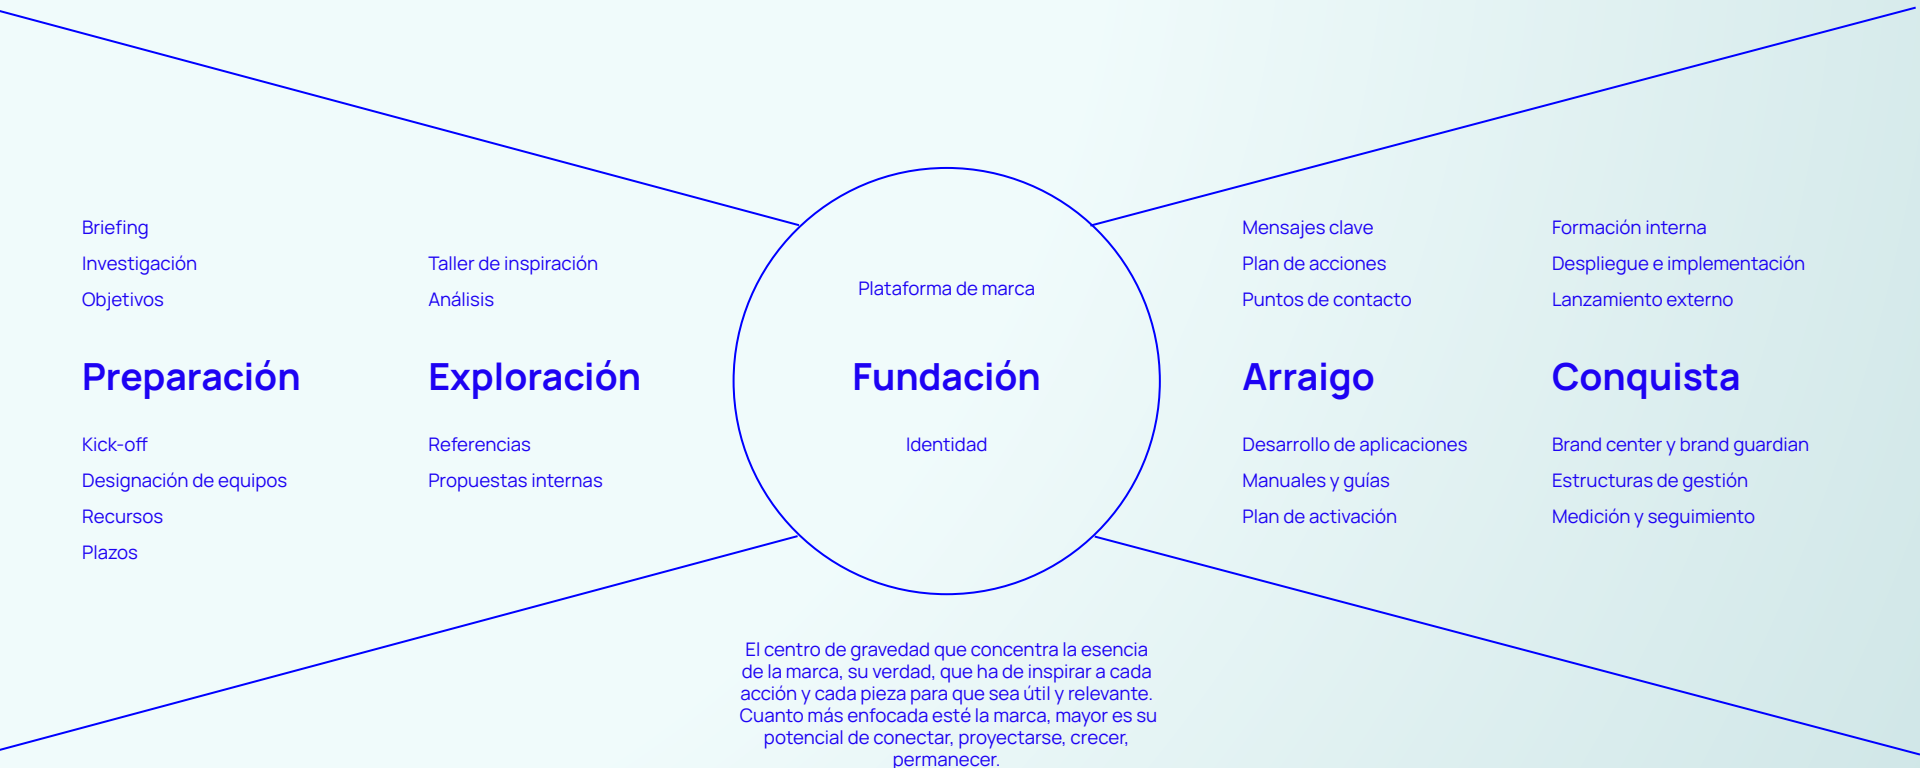 Briefing
Investigación
Objetivos
Preparación
Kick-off
Designación de equipos
Recursos
Plazos
Taller de inspiración
Análisis
Exploración
Referencias
Propuestas internas
Plataforma de marca
Fundación
Identidad
El centro de gravedad que concentra la esencia
de la marca, su verdad, que ha de inspirar a cada
acción y cada pieza para que sea útil y relevante.
Cuanto más enfocada esté la marca, mayor es su
potencial de conectar, proyectarse, crecer,
permanecer.
Mensajes clave
Plan de acciones
Puntos de contacto
Arraigo
Desarrollo de aplicaciones
Manuales y guías
Plan de activación
Formación interna
Despliegue e implementación
Lanzamiento externo
Conquista
Brand center y brand guardian
Estructuras de gestión
Medición y seguimiento